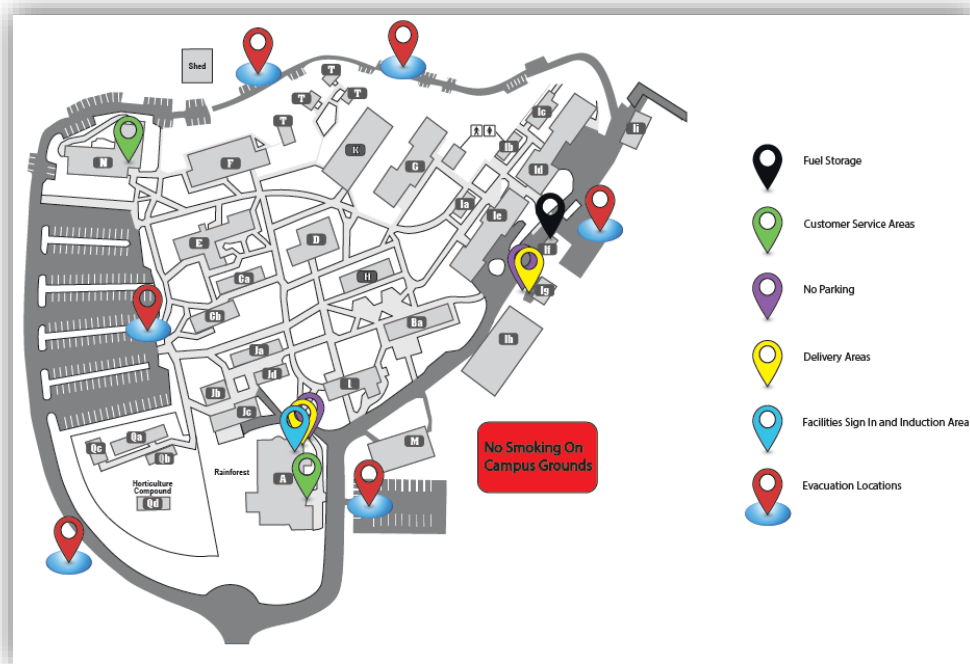 Shed
T
T
T
T
Ii
Ic
Ib
N
F
K
G
Id
Ia
Ie
E
D
If
Ga
H
Ig
Gb
Ba
Ih
Ja
Jd
Jb
L
Jc
Qa
Qc
Qb
M
Rainforest
A
Horticulture
Compound
Qd
No Smoking On
Campus Grounds
Fuel Storage
Customer Service Areas
No Parking
Delivery Areas
Facilities Sign In and Induction Area
Evacuation Locations